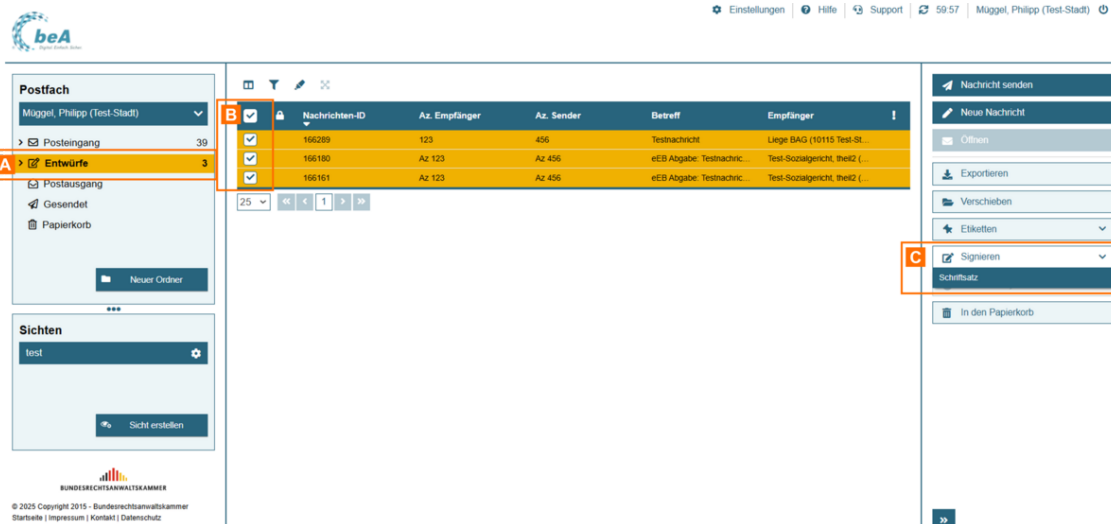 Einstellungen Hilfe Support 59:57 Müggel, Philipp (Test-Stadt)
beA
Digital. Einfach. Sicher.
Postfach
Müggel, Philipp (Test-Stadt)
Posteingang 39
A
Entwürfe 3
Postausgang
Gesendet
Papierkorb
Neuer Ordner
Sichten
test
Sicht erstellen
BUNDESRECHTSANWALTSKAMMER
© 2025 Copyright 2015 - Bundesrechtsanwaltskammer
Startseite | Impressum | Kontakt | Datenschutz
B
Nachrichten-ID Az. Empfänger Az. Sender Betreff Empfänger !
166289 123 456 Testnachricht Liege BAG (10115 Test-St...
166180 Az 123 Az 456 eEB Abgabe: Testnachric... Test-Sozialgericht, theil2 (...
166161 Az 123 Az 456 eEB Abgabe: Testnachric... Test-Sozialgericht, theil2 (...
25 « ‹ 1 › »
Nachricht senden
Neue Nachricht
Öffnen
Exportieren
Verschieben
Etiketten
C
Signieren
Schriftsatz
In den Papierkorb
»